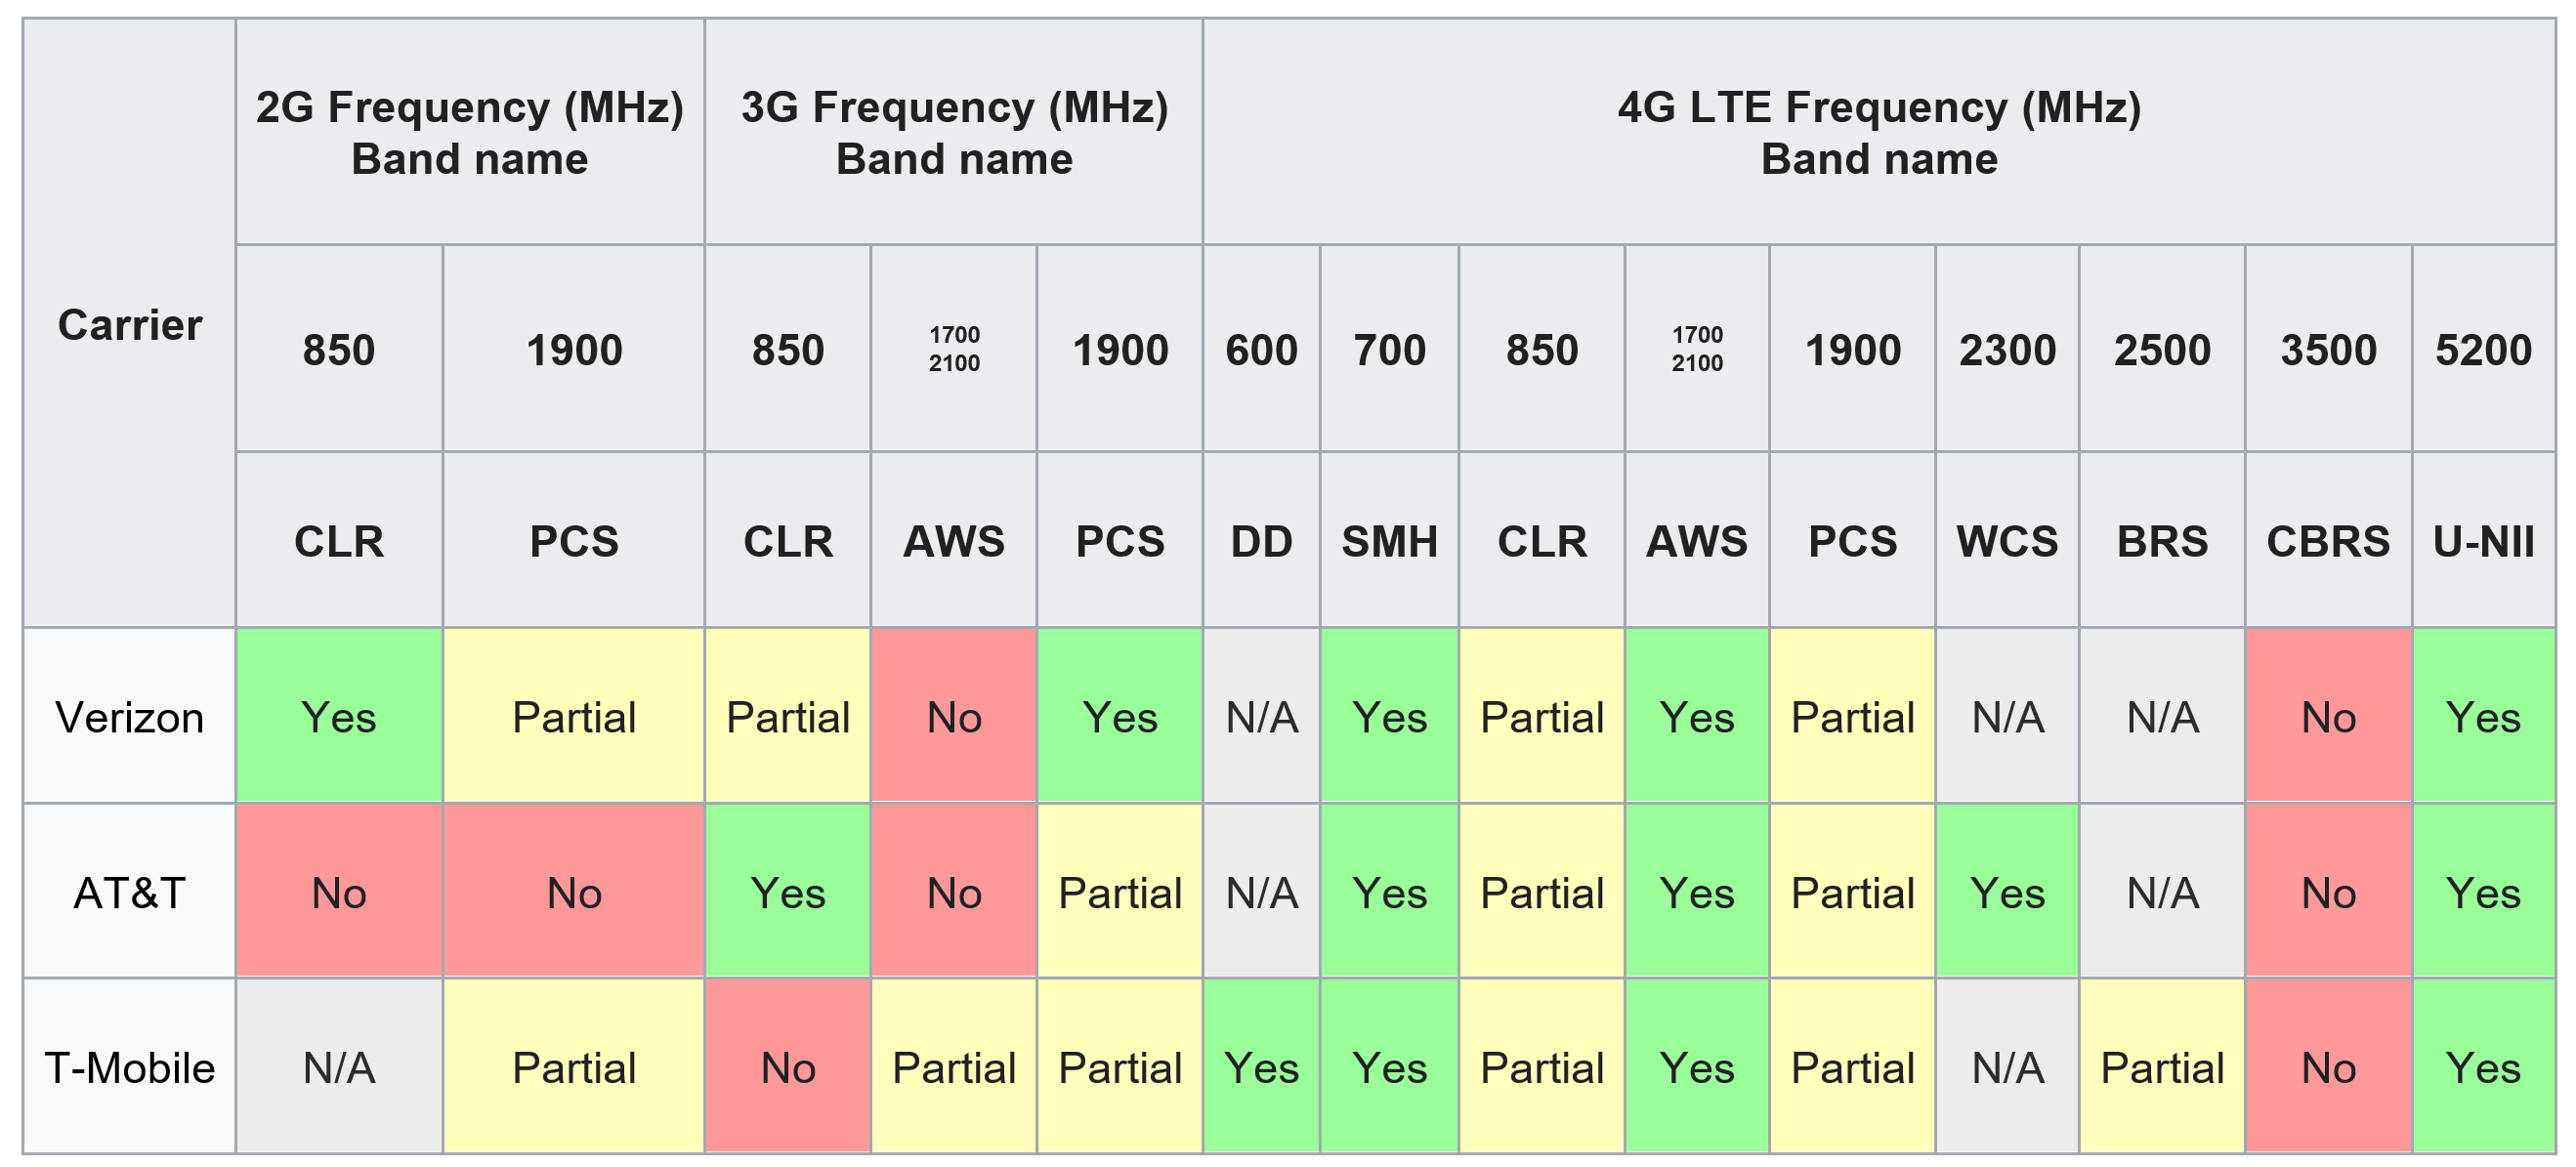 Carrier
2G Frequency (MHz)
Band name
3G Frequency (MHz)
Band name
4G LTE Frequency (MHz)
Band name
850 1900 850 1700 2100 1900 600 700 850 1700 2100 1900 2300 2500 3500 5200
CLR PCS CLR AWS PCS DD SMH CLR AWS PCS WCS BRS CBRS U-NII
Verizon Yes Partial Partial No Yes N/A Yes Partial Yes Partial N/A N/A No Yes
AT&T No No Yes No Partial N/A Yes Partial Yes Partial Yes N/A No Yes
T-Mobile N/A Partial No Partial Partial Yes Yes Partial Yes Partial N/A Partial No Yes